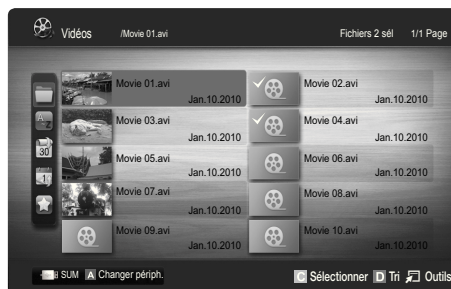 Vidéos /Movie 01.avi Fichiers 2 sél 1/1 Page
Movie 01.avi Movie 02.avi
Jan.10.2010 Jan.10.2010
Movie 03.avi Movie 04.avi
Jan.10.2010 Jan.10.2010
Movie 05.avi Movie 06.avi
Jan.10.2010 Jan.10.2010
Movie 07.avi Movie 08.avi
Jan.10.2010 Jan.10.2010
Movie 09.avi Movie 10.avi
Jan.10.2010 Jan.10.2010
SUM A Changer périph. C Sélectionner D Tri Outils